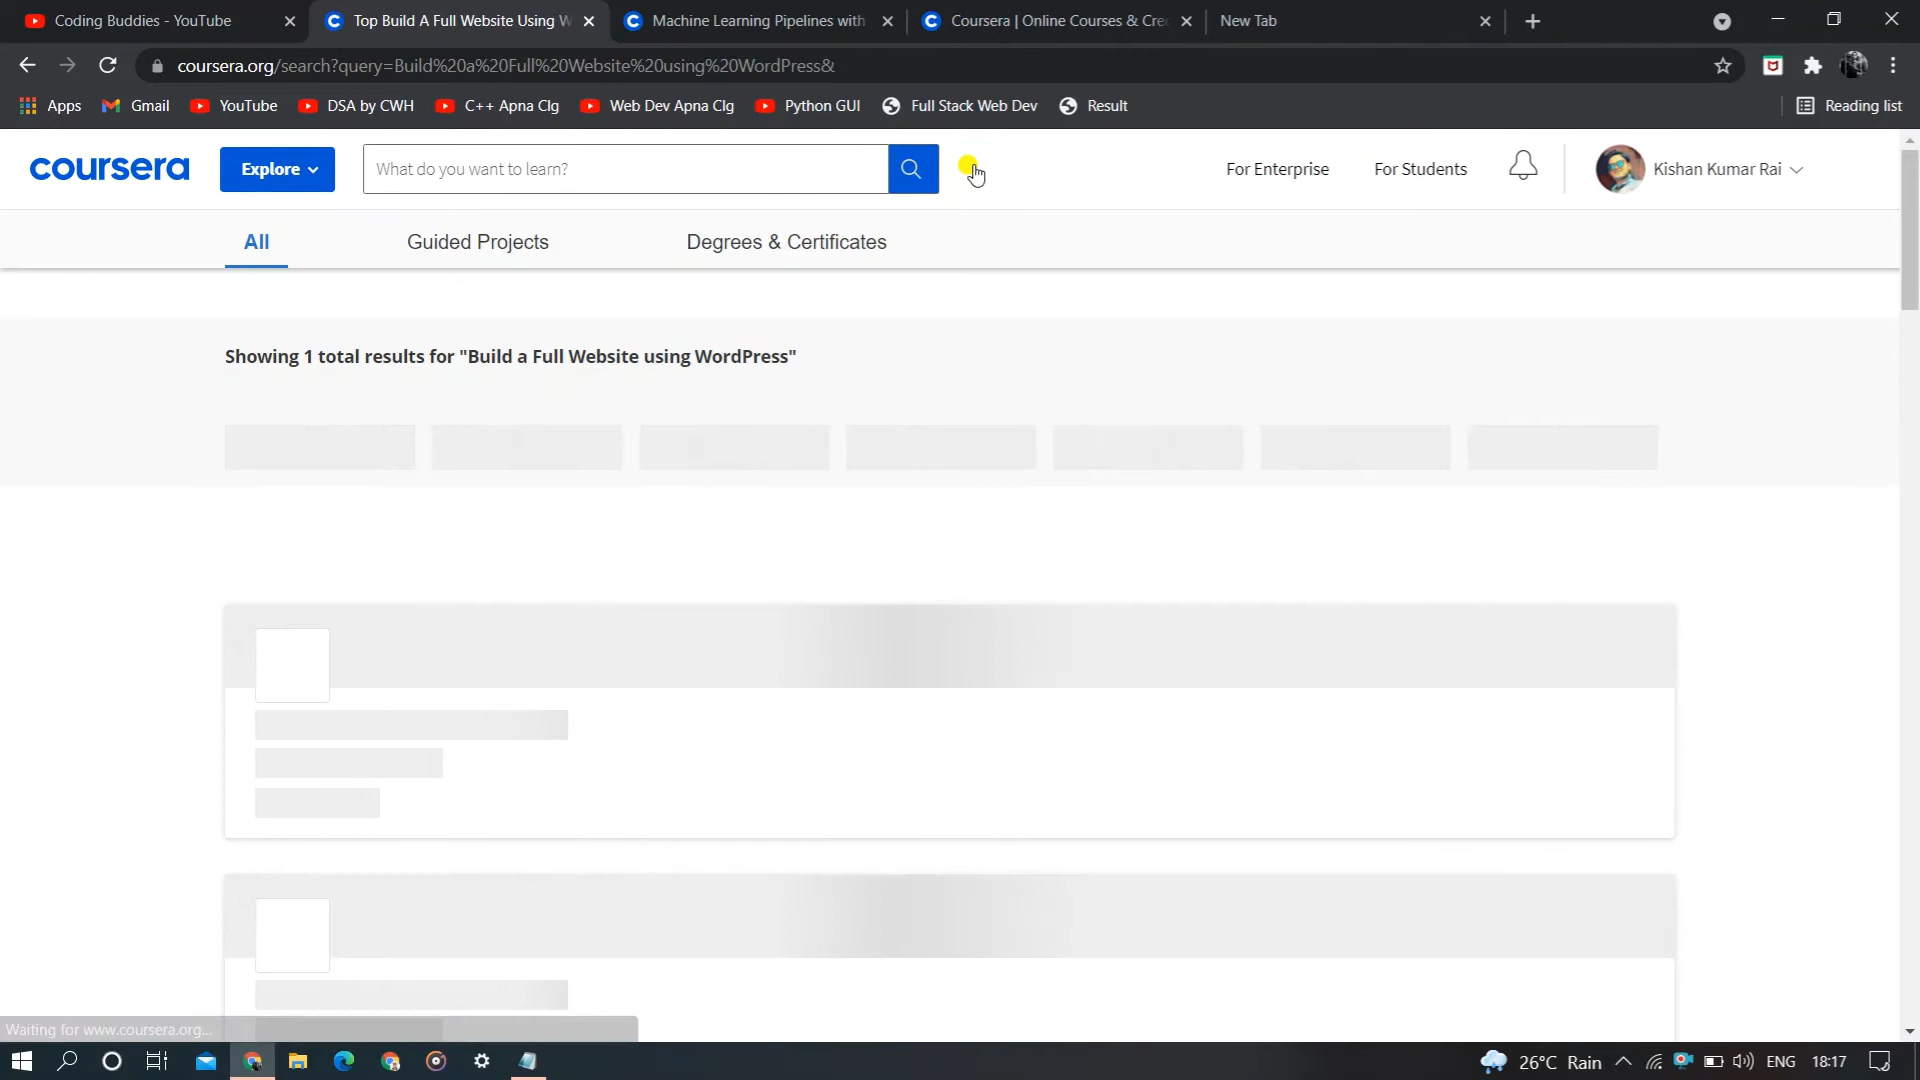 Coding Buddies - YouTube
Top Build A Full Website Using W
Machine Learning Pipelines with
Coursera | Online Courses & Cre
New Tab
coursera.org/search?query=Build%20a%20Full%20Website%20using%20WordPress&
Apps
Gmail
YouTube
DSA by CWH
C++ Apna Clg
Web Dev Apna Clg
Python GUI
Full Stack Web Dev
Result
Reading list
coursera
Explore
What do you want to learn?
For Enterprise
For Students
Kishan Kumar Rai
All
Guided Projects
Degrees & Certificates
Showing 1 total results for "Build a Full Website using WordPress"
Waiting for www.coursera.org...
26°C Rain
ENG
18:17